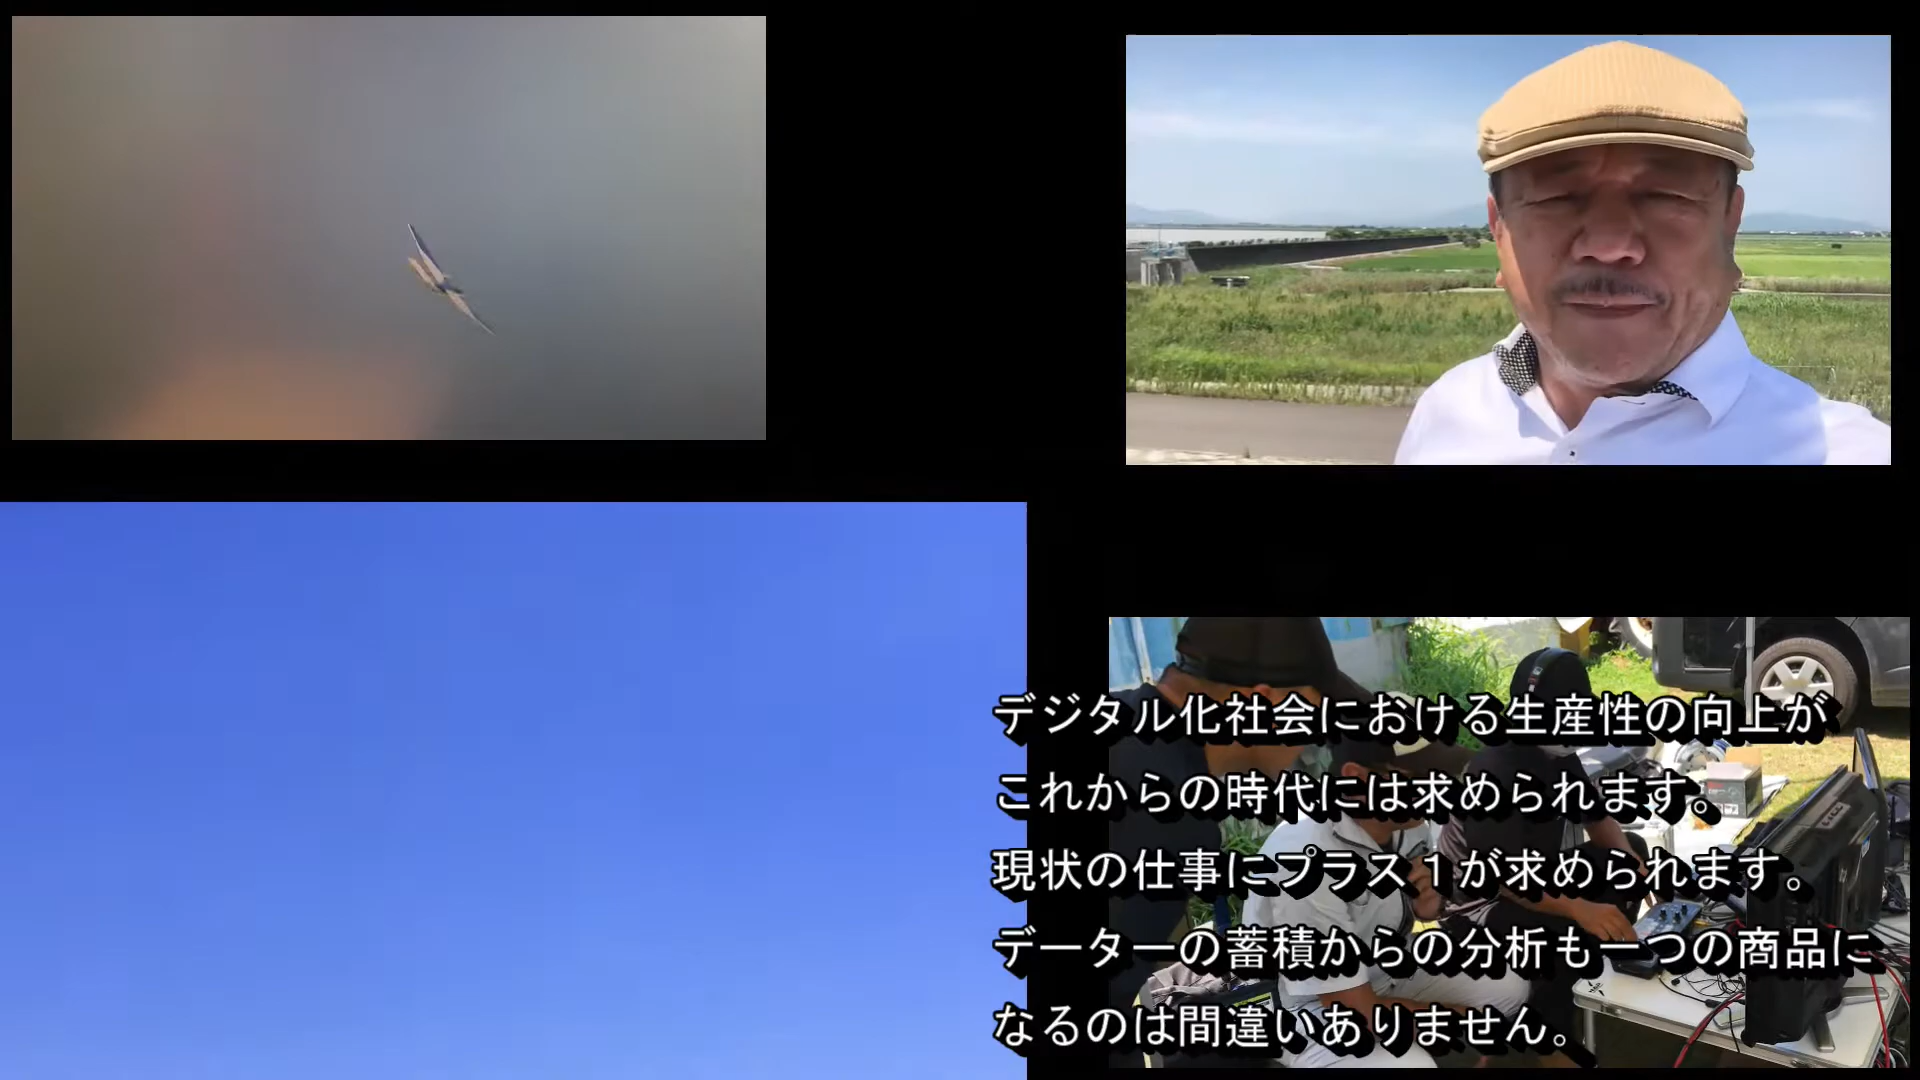 デジタル化社会における生産性の向上が
これからの時代には求められます。
現状の仕事にプラス１が求められます。
データーの蓄積からの分析も一つの商品に
なるのは間違いありません。